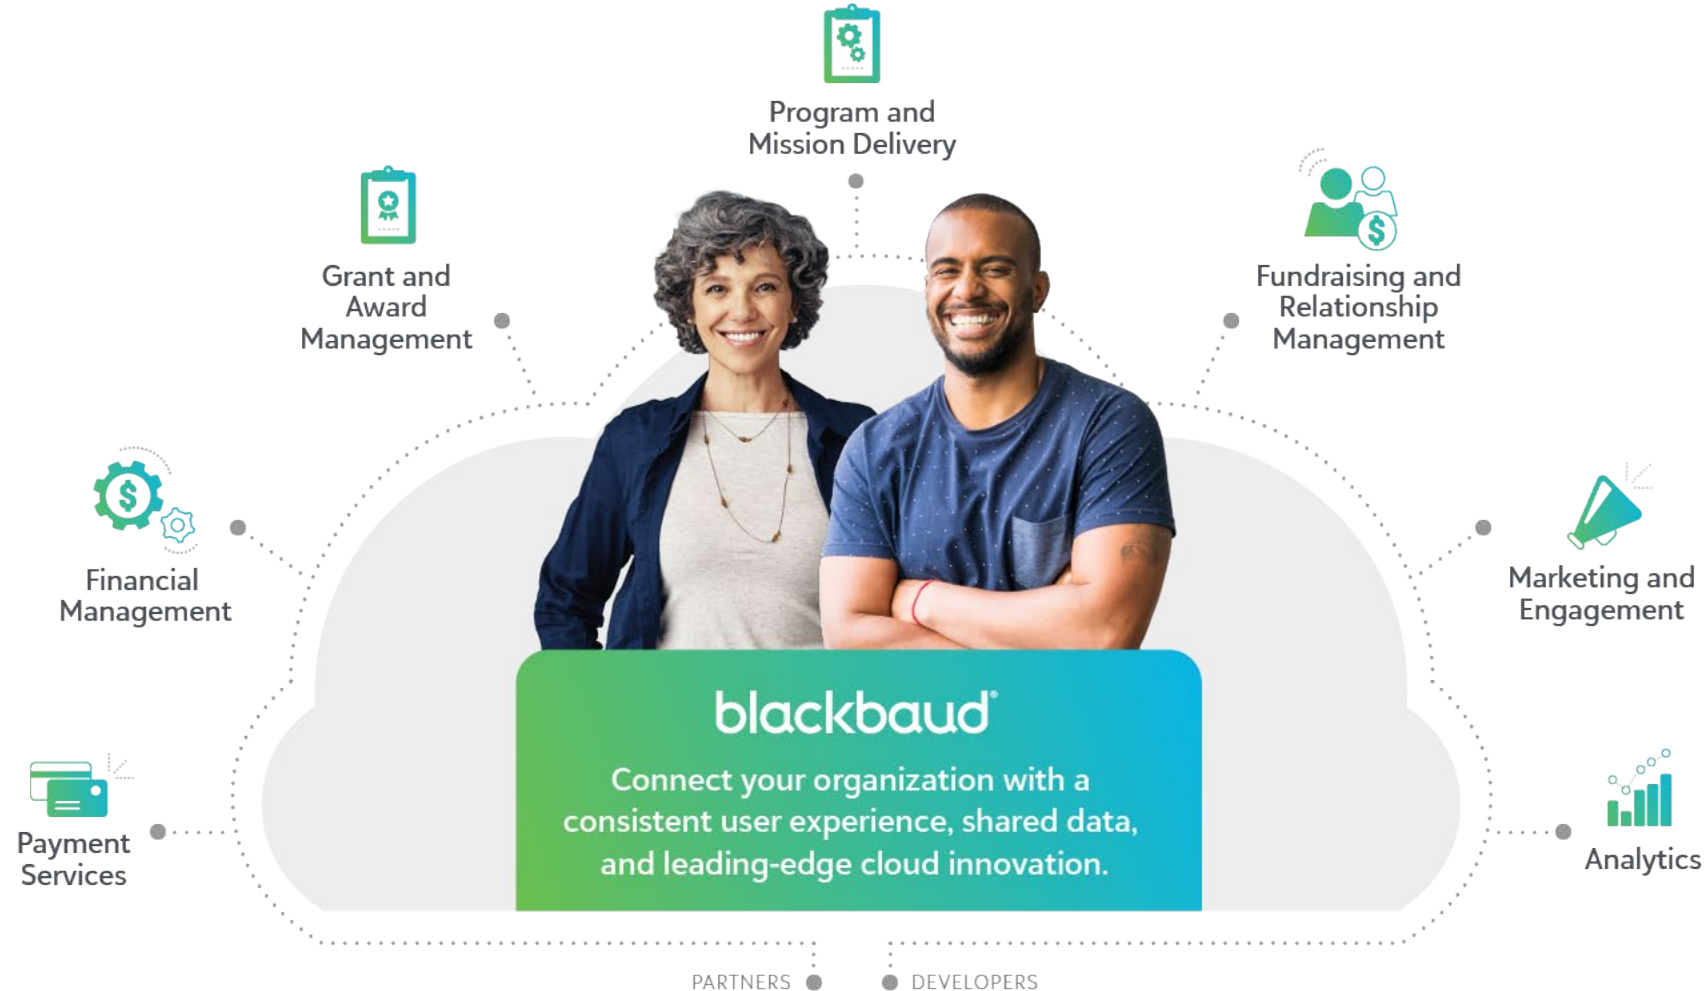 Program and
Mission Delivery
Grant and
Award
Management
Fundraising and
Relationship
Management
Financial
Management
Marketing and
Engagement
Payment
Services
Analytics
blackbaud®
Connect your organization with a
consistent user experience, shared data,
and leading-edge cloud innovation.
PARTNERS
DEVELOPERS